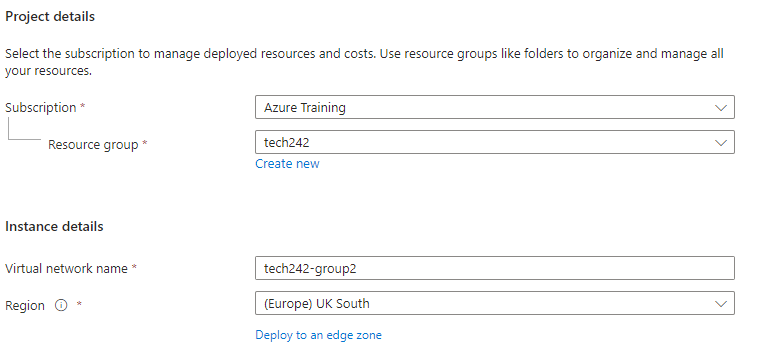 Project details
Select the subscription to manage deployed resources and costs. Use resource groups like folders to organize and manage all
your resources.
Subscription *
Azure Training
Resource group *
tech242
Create new
Instance details
Virtual network name *
tech242-group2
Region *
(Europe) UK South
Deploy to an edge zone